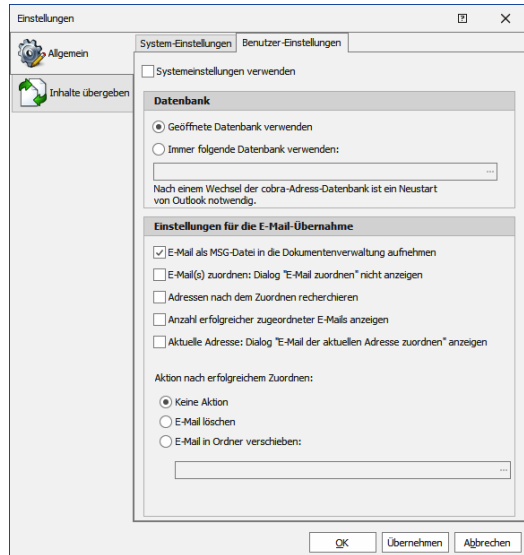 Einstellungen
Allgemein
Inhalte übergeben
System-Einstellungen
Benutzer-Einstellungen
Systemeinstellungen verwenden
Datenbank
Geöffnete Datenbank verwenden
Immer folgende Datenbank verwenden:
...
Nach einem Wechsel der cobra-Adress-Datenbank ist ein Neustart
von Outlook notwendig.
Einstellungen für die E-Mail-Übernahme
E-Mail als MSG-Datei in die Dokumentenverwaltung aufnehmen
E-Mail(s) zuordnen: Dialog "E-Mail zuordnen" nicht anzeigen
Adressen nach dem Zuordnen recherchieren
Anzahl erfolgreicher zugeordneter E-Mails anzeigen
Aktuelle Adresse: Dialog "E-Mail der aktuellen Adresse zuordnen" anzeigen
Aktion nach erfolgreichem Zuordnen:
Keine Aktion
E-Mail löschen
E-Mail in Ordner verschieben:
...
OK
Übernehmen
Abbrechen